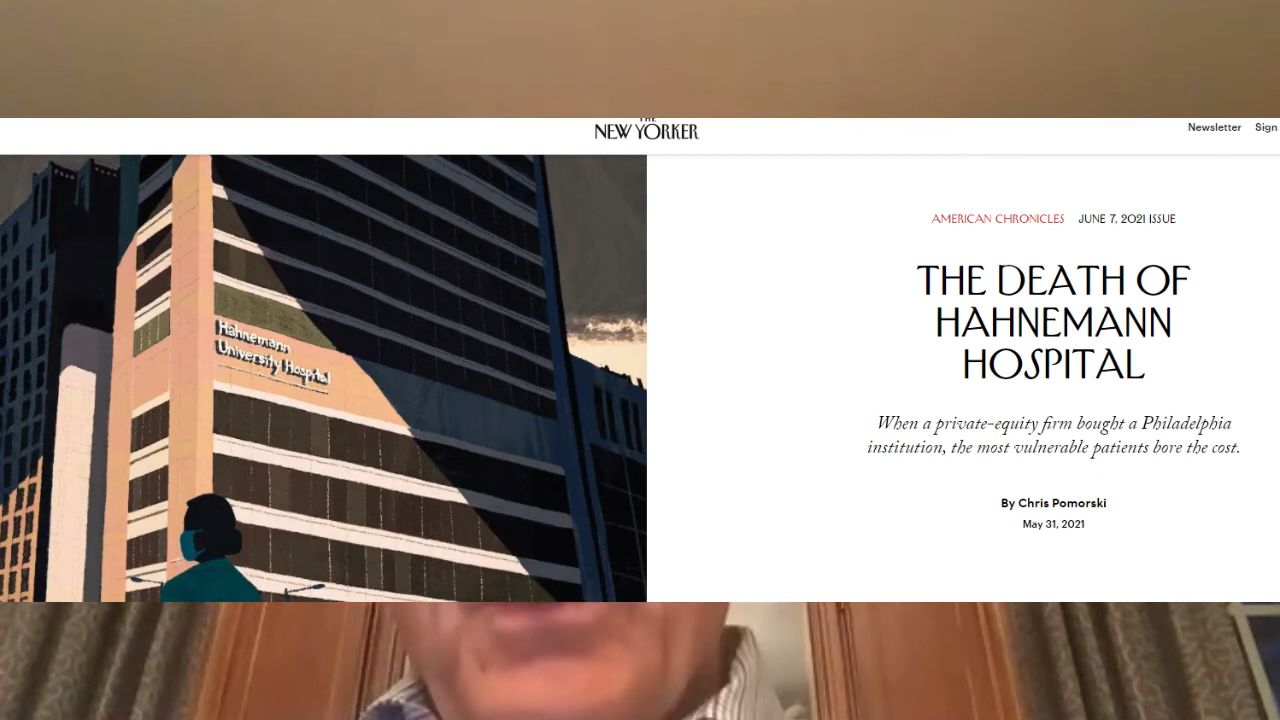 THE
NEW YORKER
Newsletter Sign
AMERICAN CHRONICLES JUNE 7, 2021 ISSUE
THE DEATH OF
HAHNEMANN
HOSPITAL
When a private-equity firm bought a Philadelphia
institution, the most vulnerable patients bore the cost.
By Chris Pomorski
May 31, 2021
Hahnemann
University Hospital